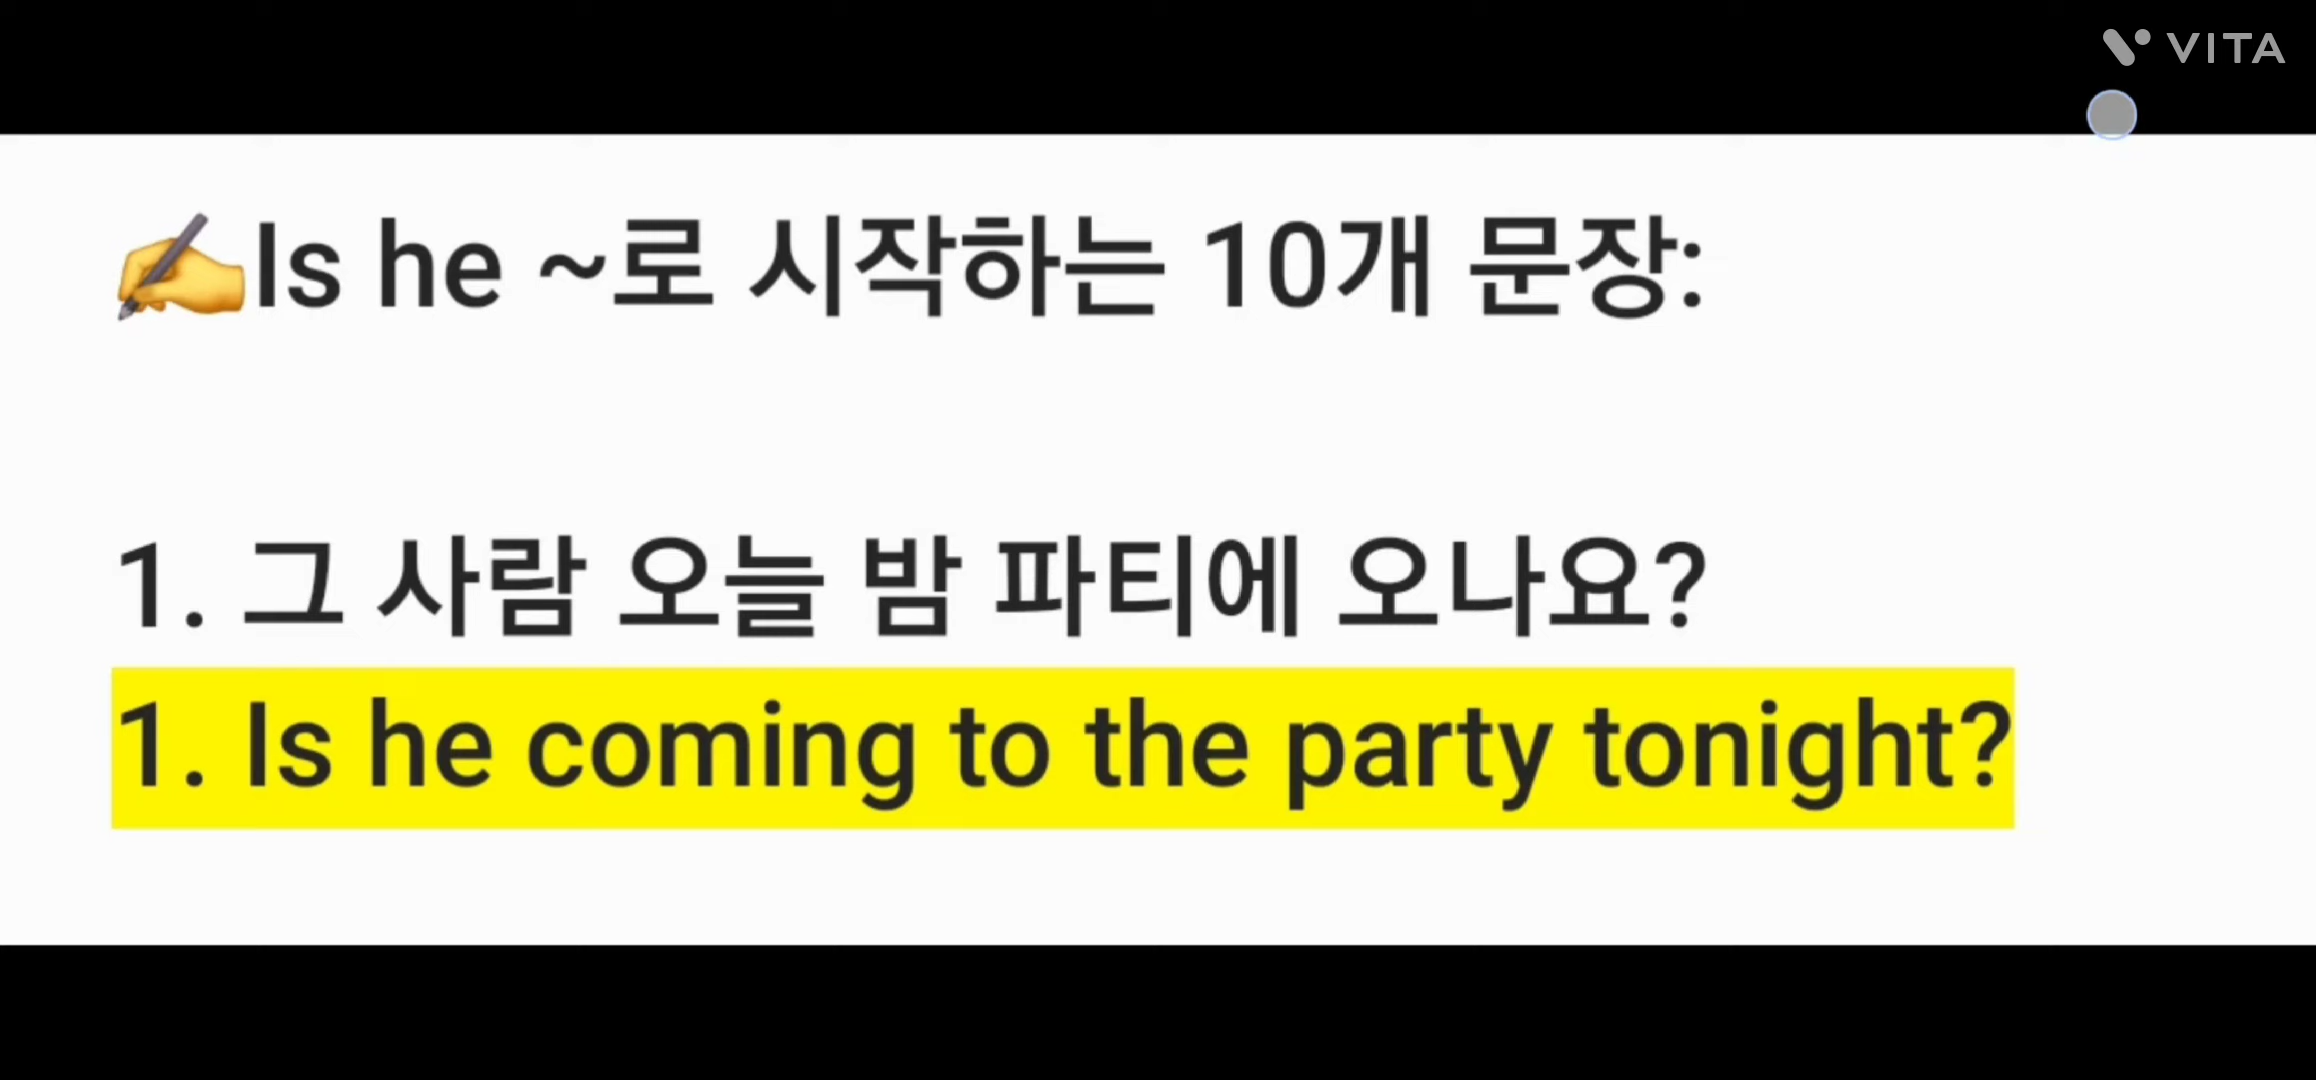 VITA
✍Is he ~로 시작하는 10개 문장:
1. 그 사람 오늘 밤 파티에 오나요?
1. Is he coming to the party tonight?